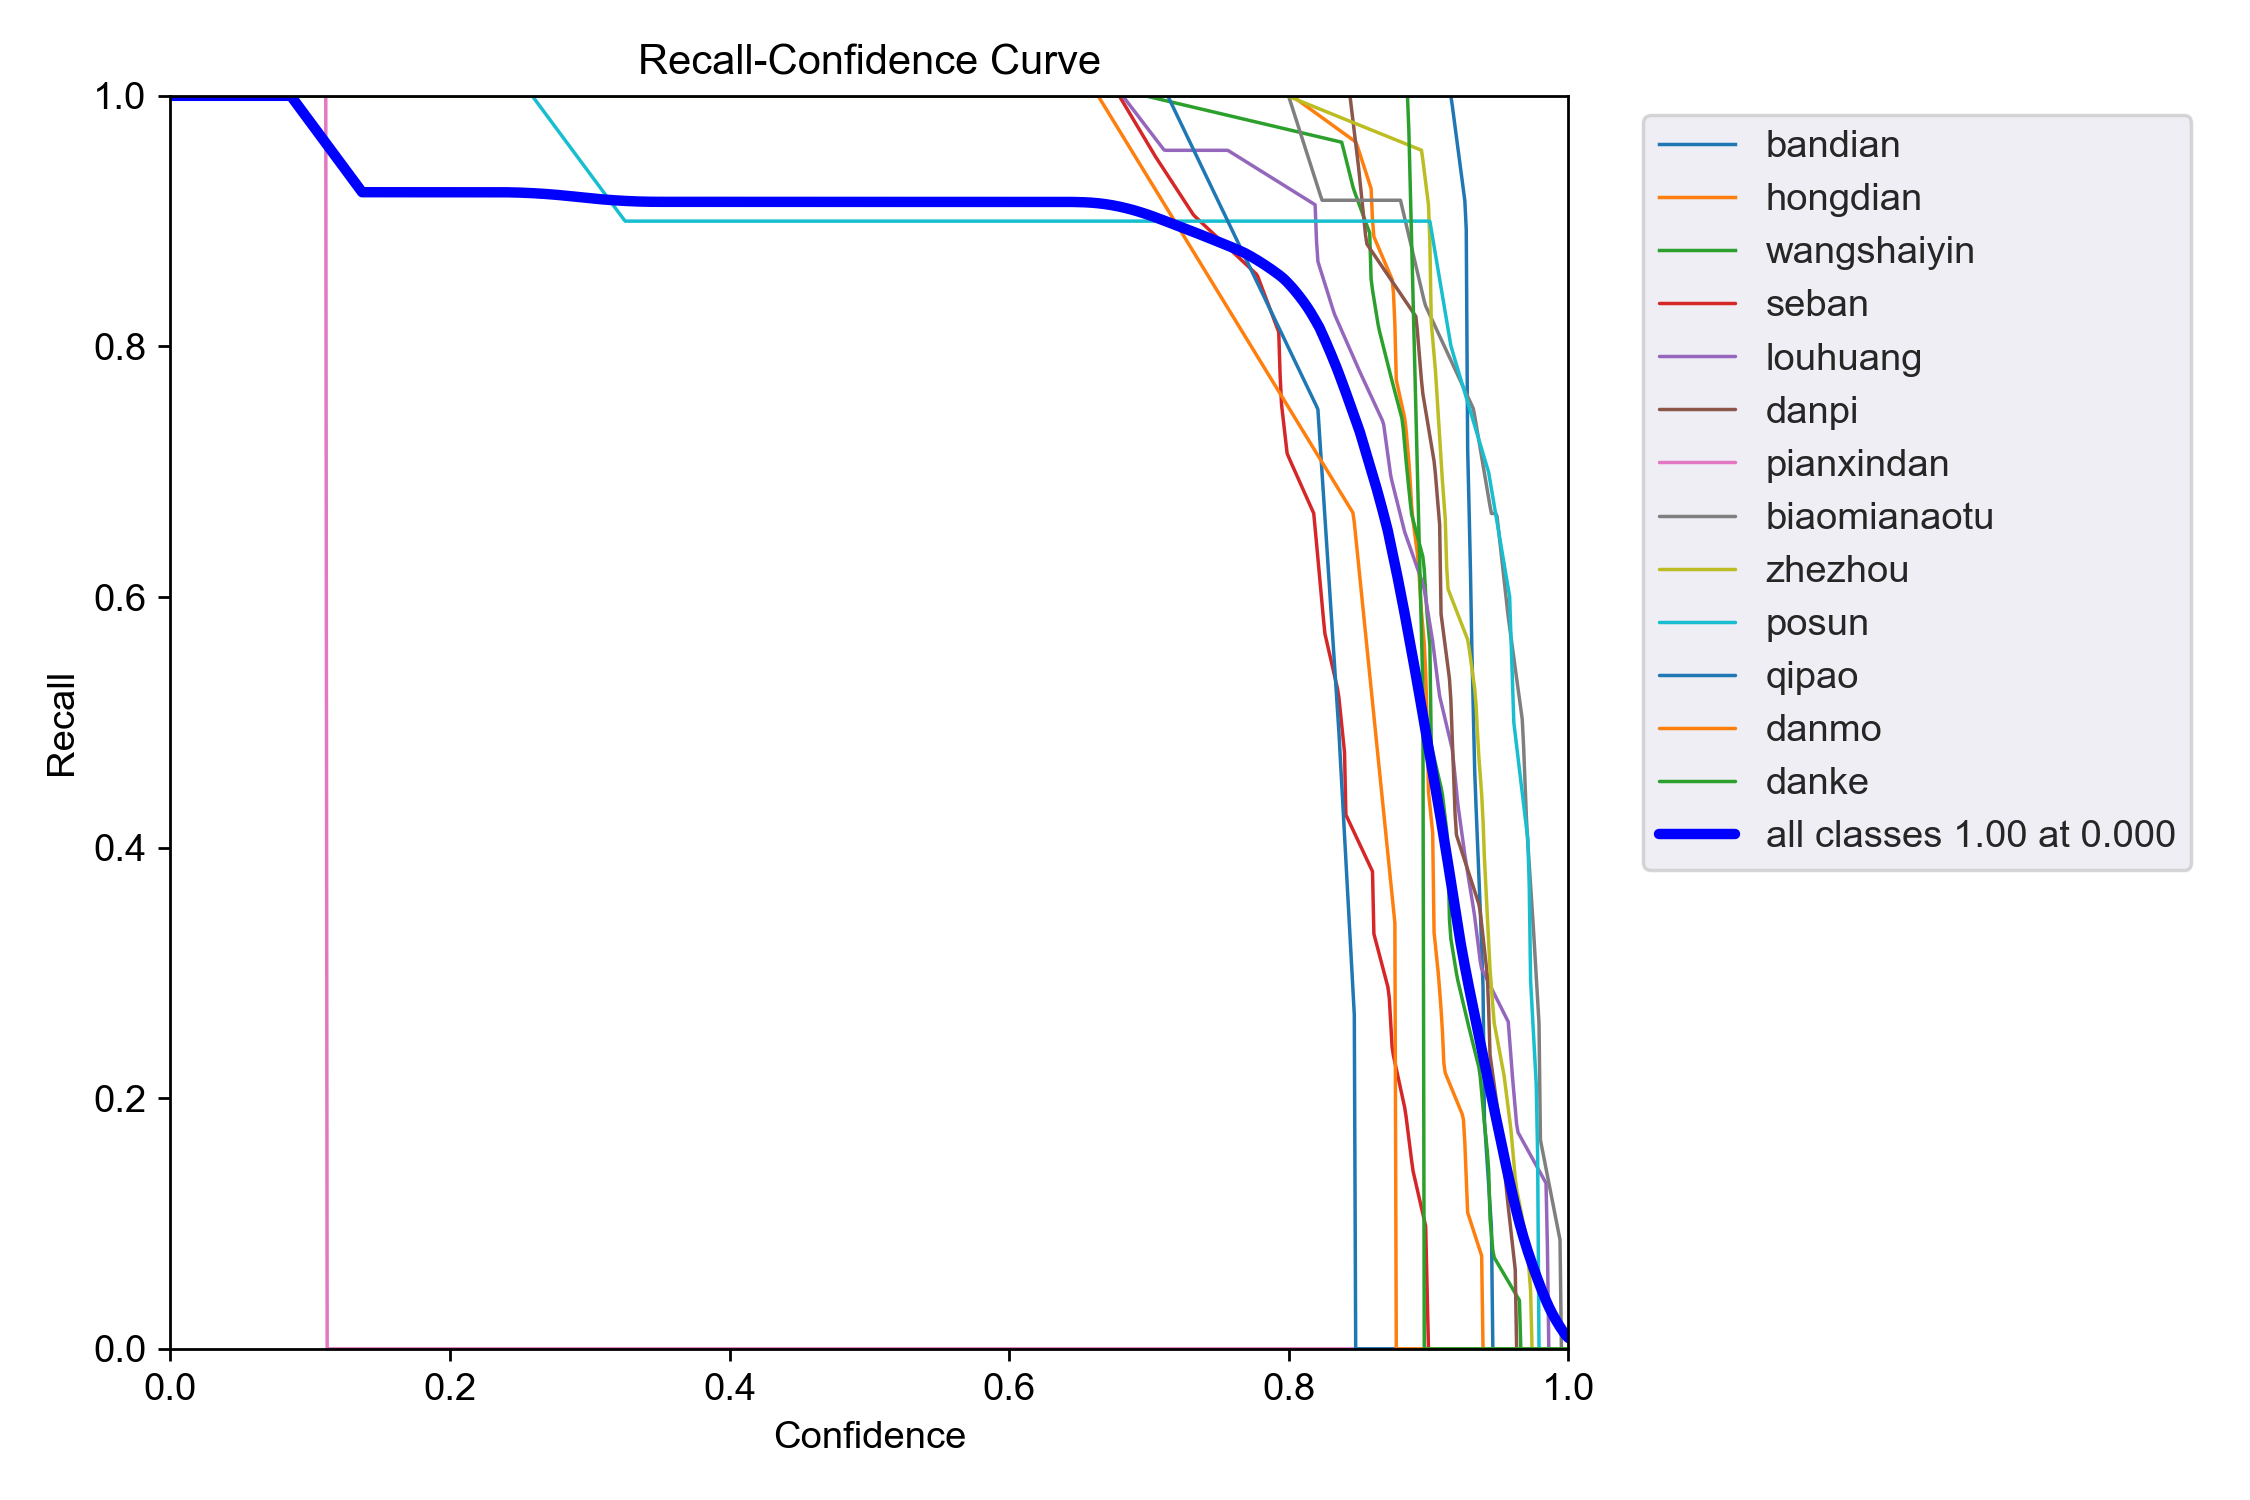 Recall-Confidence Curve
1.0
0.8
0.6
0.4
0.2
0.0
Recall
0.0 0.2 0.4 0.6 0.8 1.0
Confidence
bandian
hongdian
wangshaiyin
seban
louhuang
danpi
pianxindan
biaomianaotu
zhezhou
posun
qipao
danmo
danke
all classes 1.00 at 0.000